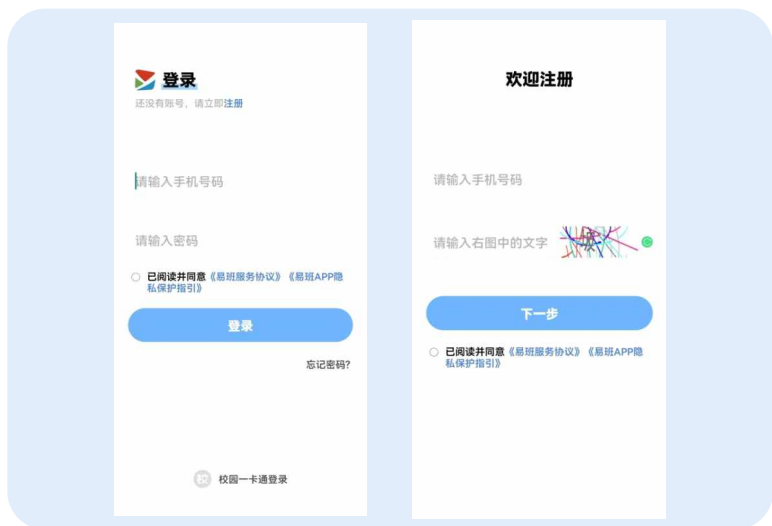 登录
还没有账号，请立即注册
请输入手机号码
请输入密码
已阅读并同意《易班服务协议》《易班APP隐
私保护指引》
登录
忘记密码?
校 校园一卡通登录
欢迎注册
请输入手机号码
请输入右图中的文字
下一步
已阅读并同意《易班服务协议》《易班APP隐
私保护指引》